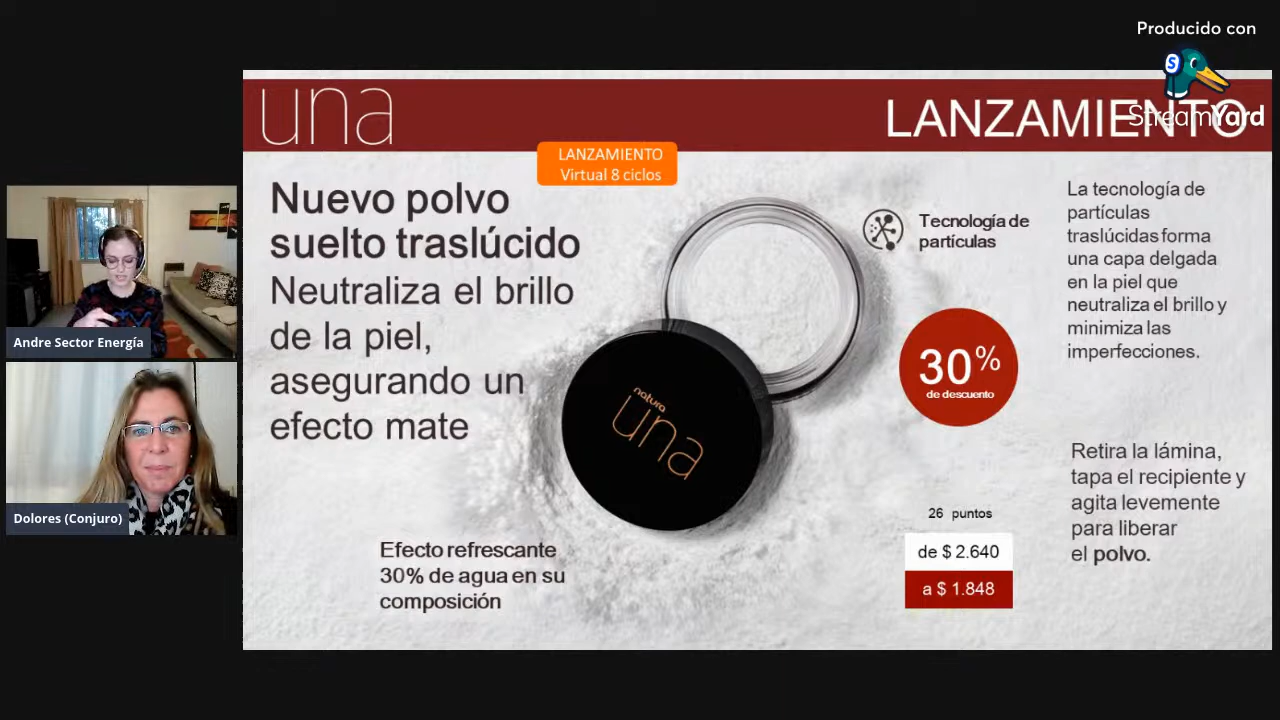 Producido con
StreamYard
una
LANZAMIENTO
LANZAMIENTO
Virtual 8 ciclos
Nuevo polvo
suelto traslúcido
Neutraliza el brillo
de la piel,
asegurando un
efecto mate
Efecto refrescante
30% de agua en su
composición
natura
una
Tecnología de
partículas
30%
de descuento
26 puntos
de $ 2.640
a $ 1.848
La tecnología de
partículas
traslúcidas forma
una capa delgada
en la piel que
neutraliza el brillo y
minimiza las
imperfecciones.
Retira la lámina,
tapa el recipiente y
agita levemente
para liberar
el polvo.
Andre Sector Energía
Dolores (Conjuro)